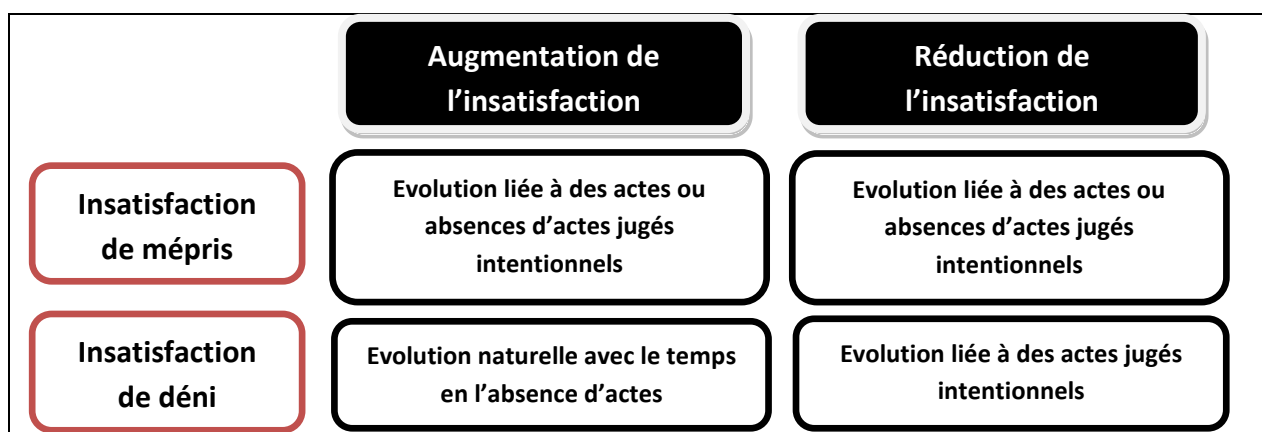 Augmentation de
l’insatisfaction
Réduction de
l’insatisfaction
Insatisfaction
de mépris
Evolution liée à des actes ou
absences d’actes jugés
intentionnels
Evolution liée à des actes ou
absences d’actes jugés
intentionnels
Insatisfaction
de déni
Evolution naturelle avec le temps
en l’absence d’actes
Evolution liée à des actes jugés
intentionnels